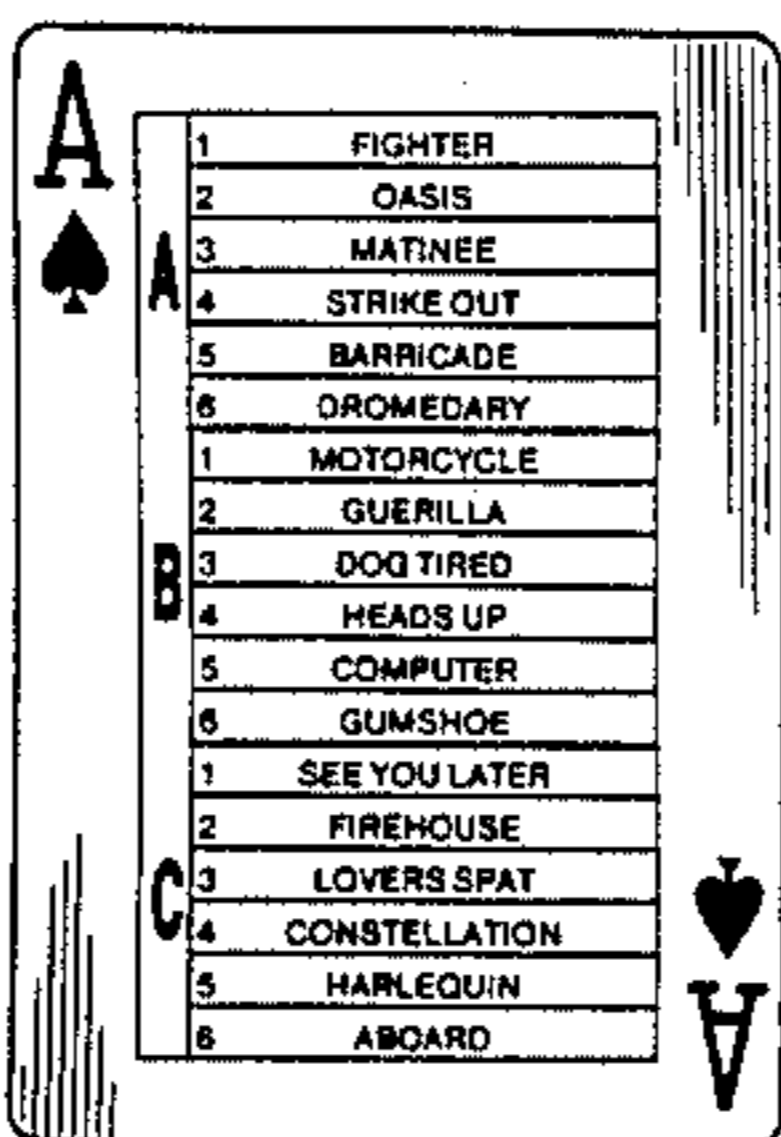 A
1 FIGHTER
2 OASIS
A 3 MATINEE
4 STRIKE OUT
5 BARRICADE
6 DROMEDARY
1 MOTORCYCLE
2 GUERILLA
B 3 DOG TIRED
4 HEADS UP
5 COMPUTER
6 GUMSHOE
1 SEE YOU LATER
2 FIREHOUSE
C 3 LOVERS SPAT
4 CONSTELLATION
5 HARLEQUIN
6 ABOARD
A